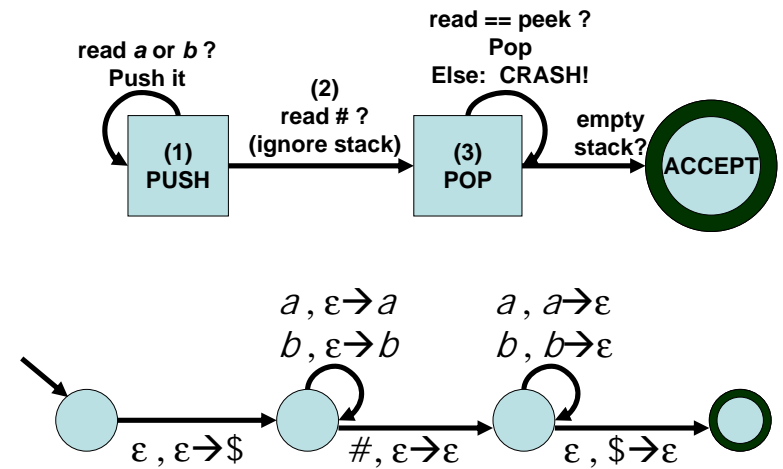 read a or b ?
Push it
(1)
PUSH
(2)
read # ?
(ignore stack)
read == peek ?
Pop
Else: CRASH!
(3)
POP
empty
stack?
ACCEPT
ε , ε→$
a , ε→a
b , ε→b
#, ε→ε
a , a→ε
b , b→ε
ε , $→ε